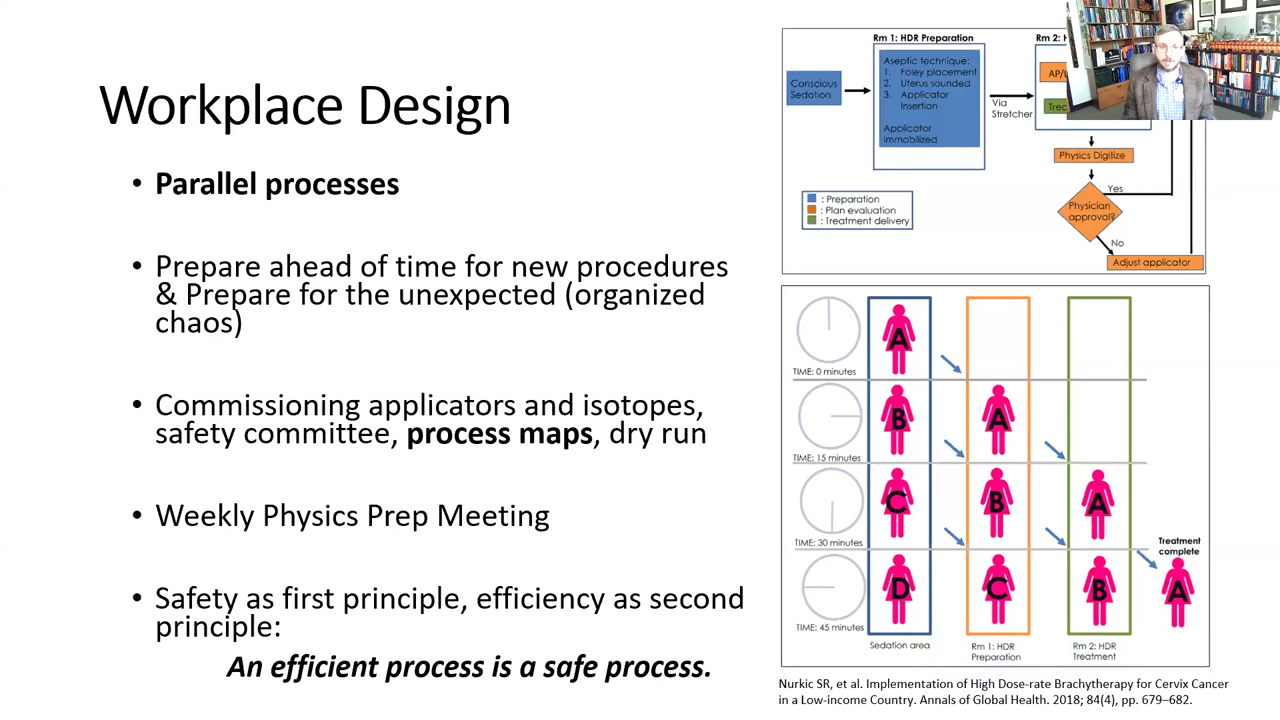 Workplace Design
• Parallel processes
• Prepare ahead of time for new procedures
& Prepare for the unexpected (organized
chaos)
• Commissioning applicators and isotopes,
safety committee, process maps, dry run
• Weekly Physics Prep Meeting
• Safety as first principle, efficiency as second
principle:
An efficient process is a safe process.
Rm 1: HDR Preparation
Rm 2:
Conscious
Sedation
Aseptic technique:
1. Foley placement
2. Uterus sounded
3. Applicator
Insertion
Applicator
immobilized
Via
Stretcher
Physics Digitize
Physician
approval?
Yes
No
Adjust applicator
: Preparation
: Plan evaluation
: Treatment delivery
A
TIME: 0 minutes
B A
TIME: 15 minutes
C B A
TIME: 30 minutes
Treatment
complete
D C B A
TIME: 45 minutes
Sedation area
Rm 1: HDR
Preparation
Rm 2: HDR
Treatment
Nurkic SR, et al. Implementation of High Dose-rate Brachytherapy for Cervix Cancer
in a Low-income Country. Annals of Global Health. 2018; 84(4), pp. 679–682.